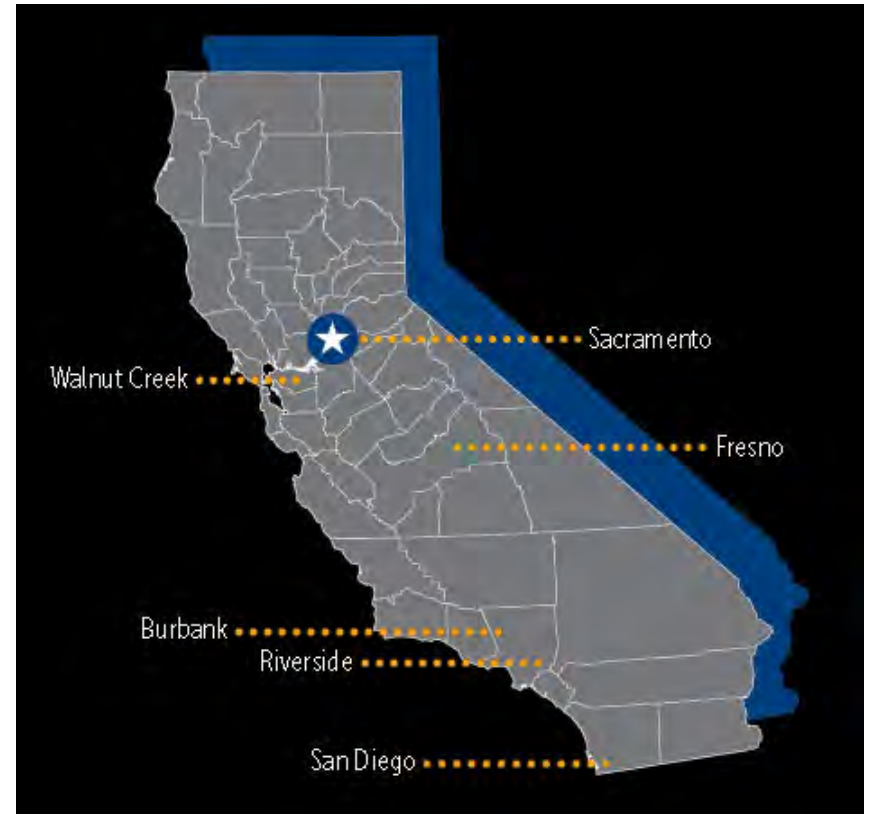 Sacramento
Walnut Creek
Fresno
Burbank
Riverside
San Diego